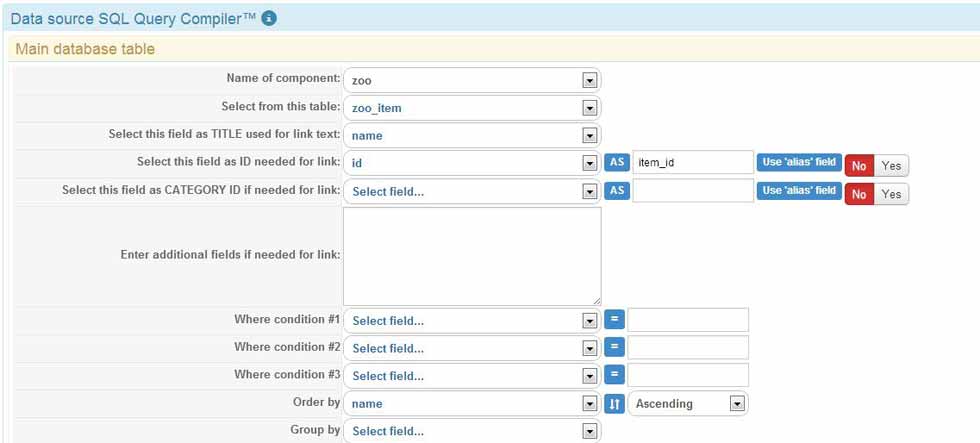 Data source SQL Query Compiler™ i
Main database table
Name of component: zoo
Select from this table: zoo_item
Select this field as TITLE used for link text: name
Select this field as ID needed for link: id AS item_id Use 'alias' field No Yes
Select this field as CATEGORY ID if needed for link: Select field... AS Use 'alias' field No Yes
Enter additional fields if needed for link:
Where condition #1 Select field... =
Where condition #2 Select field... =
Where condition #3 Select field... =
Order by name Ascending
Group by Select field...